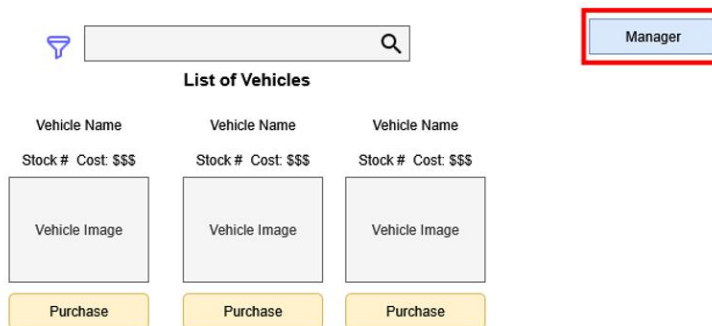 Manager
List of Vehicles
Vehicle Name Vehicle Name Vehicle Name
Stock # Cost: $$$ Stock # Cost: $$$ Stock # Cost: $$$
Vehicle Image Vehicle Image Vehicle Image
Purchase Purchase Purchase